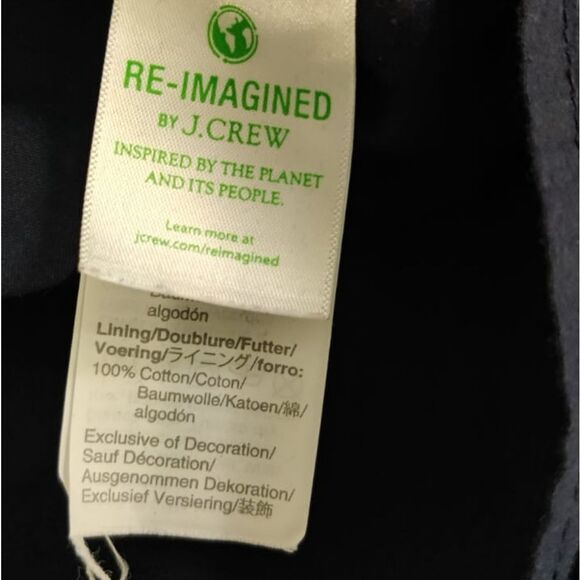 RE-IMAGINED
BY J.CREW
INSPIRED BY THE PLANET
AND ITS PEOPLE.
Learn more at
jcrew.com/reimagined
algodón
Lining/Doublure/Futter/
Voering/ライニング/forro:
100% Cotton/Coton/
Baumwolle/Katoen/綿/
algodón
Exclusive of Decoration/
Sauf Décoration/
Ausgenommen Dekoration/
Exclusief Versiering/装飾